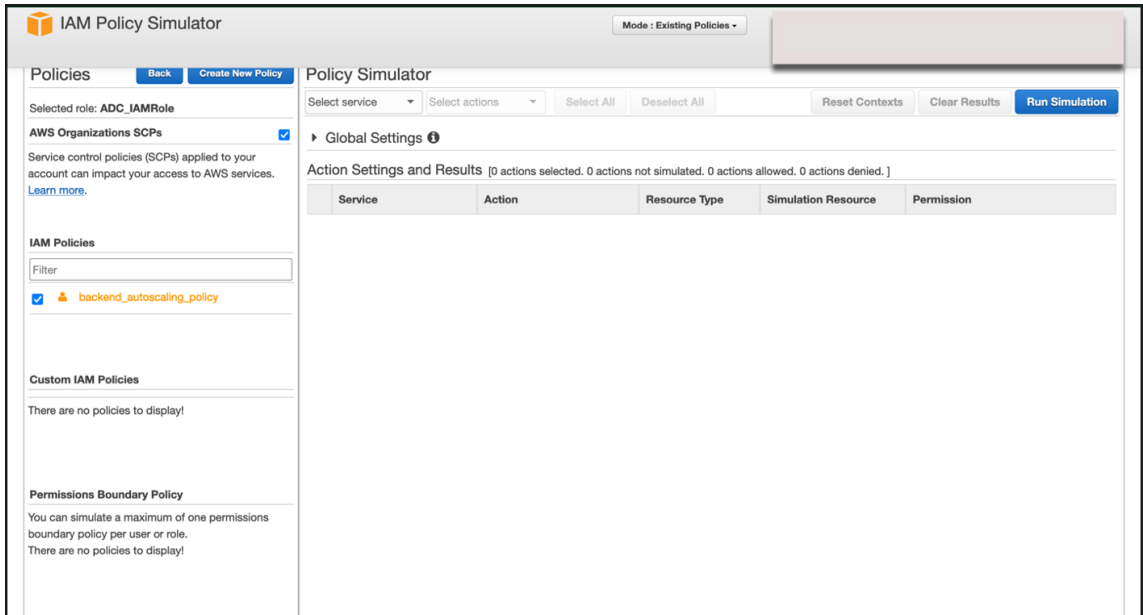 IAM Policy Simulator
Mode : Existing Policies
Policies
Back
Create New Policy
Selected role: ADC_IAMRole
AWS Organizations SCPs
Service control policies (SCPs) applied to your
account can impact your access to AWS services.
Learn more.
IAM Policies
Filter
backend_autoscaling_policy
Custom IAM Policies
There are no policies to display!
Permissions Boundary Policy
You can simulate a maximum of one permissions
boundary policy per user or role.
There are no policies to display!
Policy Simulator
Select service
Select actions
Select All
Deselect All
Reset Contexts
Clear Results
Run Simulation
Global Settings
Action Settings and Results [0 actions selected. 0 actions not simulated. 0 actions allowed. 0 actions denied. ]
Service
Action
Resource Type
Simulation Resource
Permission